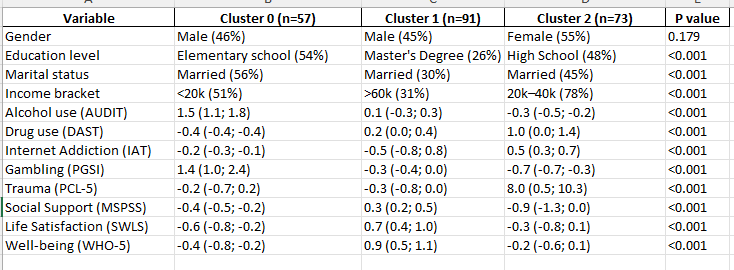 Variable Cluster 0 (n=57) Cluster 1 (n=91) Cluster 2 (n=73) P value
Gender Male (46%) Male (45%) Female (55%) 0.179
Education level Elementary school (54%) Master's Degree (26%) High School (48%) <0.001
Marital status Married (56%) Married (30%) Married (45%) <0.001
Income bracket <20k (51%) >60k (31%) 20k–40k (78%) <0.001
Alcohol use (AUDIT) 1.5 (1.1; 1.8) 0.1 (-0.3; 0.3) -0.3 (-0.5; -0.2) <0.001
Drug use (DAST) -0.4 (-0.4; -0.4) 0.2 (0.0; 0.4) 1.0 (0.0; 1.4) <0.001
Internet Addiction (IAT) -0.2 (-0.3; -0.1) -0.5 (-0.8; 0.8) 0.5 (0.3; 0.7) <0.001
Gambling (PGSI) 1.4 (1.0; 2.4) -0.3 (-0.4; 0.0) -0.7 (-0.7; -0.3) <0.001
Trauma (PCL-5) -0.2 (-0.7; 0.2) -0.3 (-0.8; 0.0) 8.0 (0.5; 10.3) <0.001
Social Support (MSPSS) -0.4 (-0.5; -0.2) 0.3 (0.2; 0.5) -0.9 (-1.3; 0.0) <0.001
Life Satisfaction (SWLS) -0.6 (-0.8; -0.2) 0.7 (0.4; 1.0) -0.3 (-0.8; 0.1) <0.001
Well-being (WHO-5) -0.4 (-0.8; -0.2) 0.9 (0.5; 1.1) -0.2 (-0.6; 0.1) <0.001